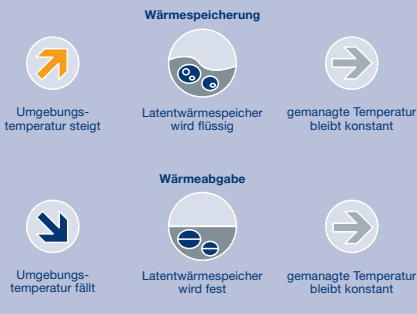 Wärmespeicherung
Umgebungs-
temperatur steigt
Latentwärmespeicher
wird flüssig
gemanagte Temperatur
bleibt konstant
Wärmeabgabe
Umgebungs-
temperatur fällt
Latentwärmespeicher
wird fest
gemanagte Temperatur
bleibt konstant